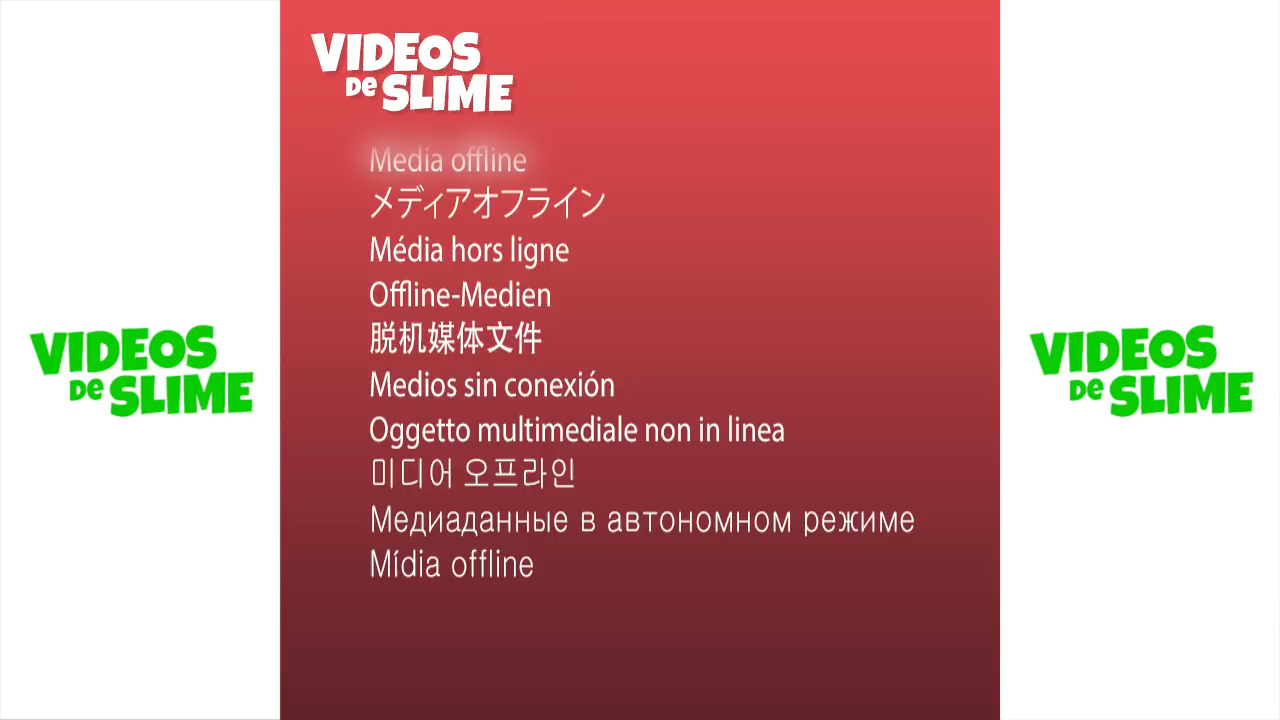 VIDEOS
DE SLIME
Media offline
メディアオフライン
Média hors ligne
Offline-Medien
脱机媒体文件
Medios sin conexión
Oggetto multimediale non in linea
미디어 오프라인
Медиаданные в автономном режиме
Mídia offline
VIDEOS
DE SLIME
VIDEOS
DE SLIME